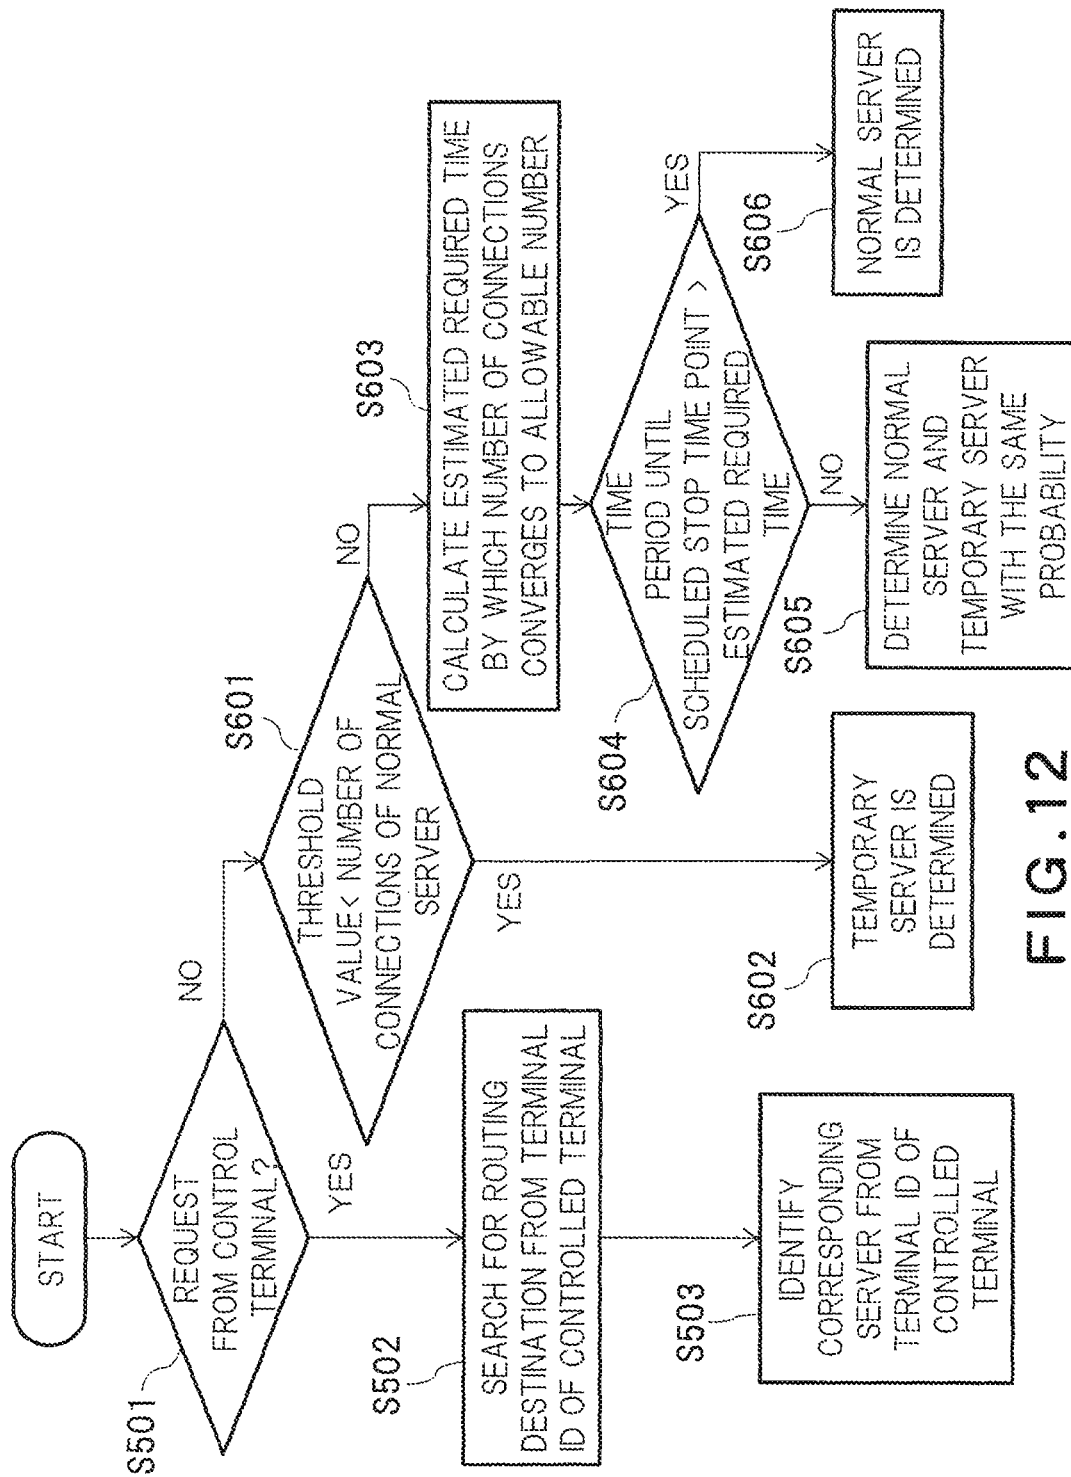 START
S501
REQUEST
FROM CONTROL
TERMINAL?
NO
YES
S502
SEARCH FOR ROUTING
DESTINATION FROM TERMINAL
ID OF CONTROLLED TERMINAL
S503
IDENTIFY
CORRESPONDING
SERVER FROM
TERMINAL ID OF
CONTROLLED
TERMINAL
S601
THRESHOLD
VALUE< NUMBER OF
CONNECTIONS OF NORMAL
SERVER
NO
YES
S602
TEMPORARY
SERVER IS
DETERMINED
S603
CALCULATE ESTIMATED REQUIRED TIME
BY WHICH NUMBER OF CONNECTIONS
CONVERGES TO ALLOWABLE NUMBER
S604
TIME
PERIOD UNTIL
SCHEDULED STOP TIME POINT >
ESTIMATED REQUIRED
TIME
YES
NO
S605
DETERMINE NORMAL
SERVER AND
TEMPORARY SERVER
WITH THE SAME
PROBABILITY
S606
NORMAL SERVER
IS DETERMINED
FIG.12